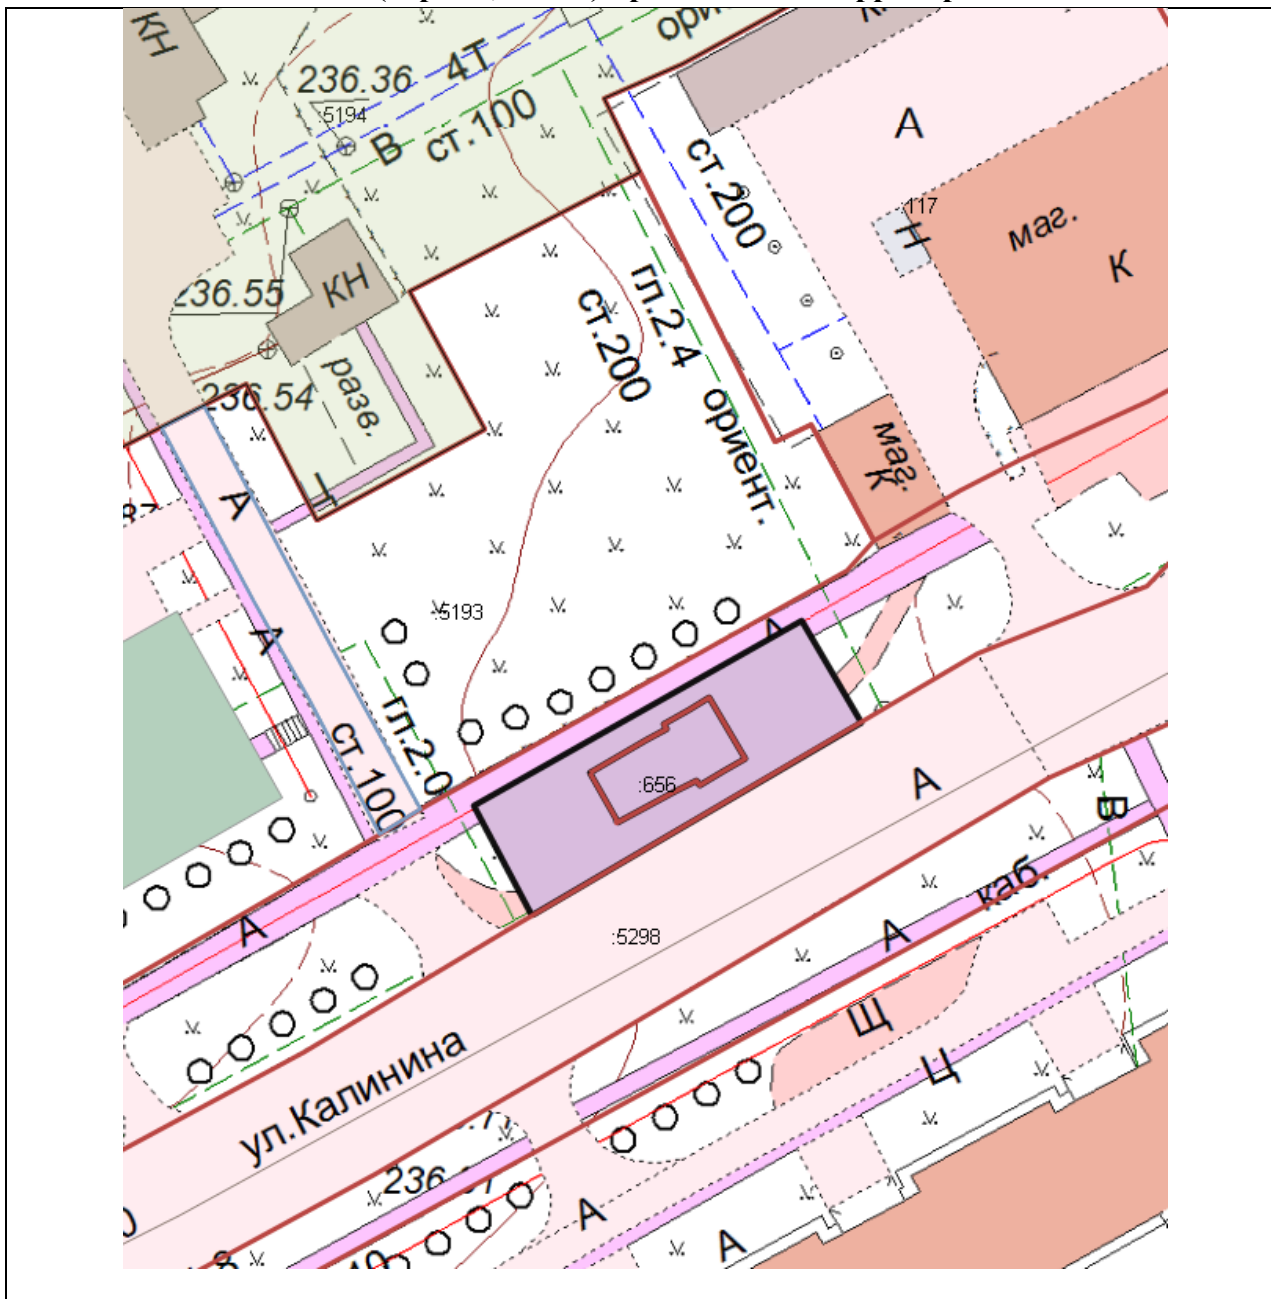 КН
236.36
:5194
4Т
В
ст.100
А
ст.200
:117
Н
маг.
К
КН
236.55
гл.2.4
ст.200
236.54
разв.
ориент.
маг.
К
А
:5193
А
А
гл.2.0
ст.100
:656
А
В
каб.
А
А
:5298
Щ
ул.Калинина
Ц
236
А
А